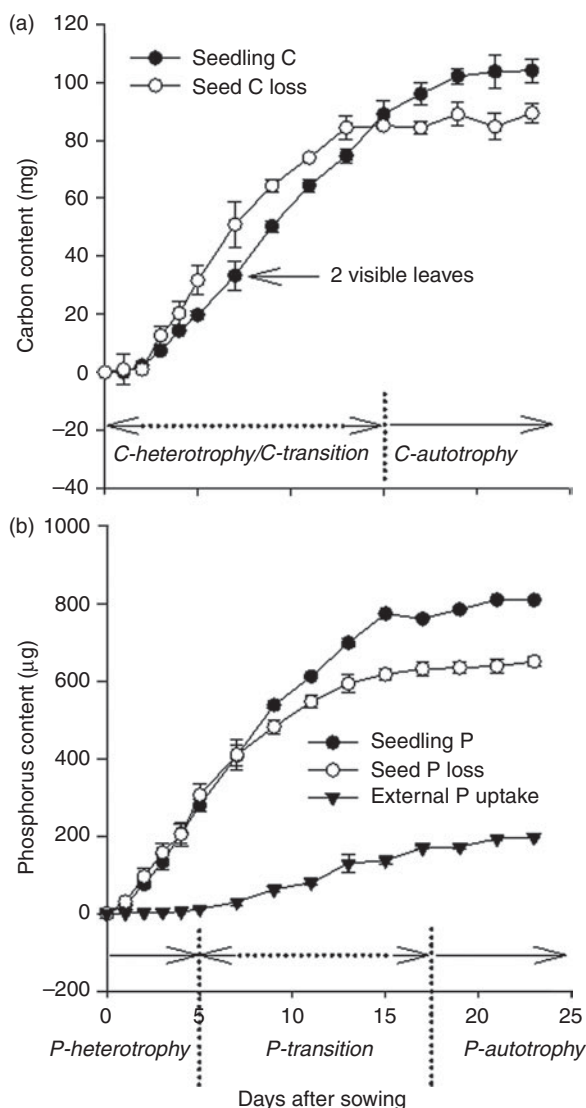 (a)
120
100
80
60
40
20
0
–20
–40
Carbon content (mg)
Seedling C
Seed C loss
2 visible leaves
C-heterotrophy/C-transition
C-autotrophy
(b)
1000
800
600
400
200
0
–200
Phosphorus content (µg)
Seedling P
Seed P loss
External P uptake
0 5 10 15 20 25
P-heterotrophy
P-transition
P-autotrophy
Days after sowing